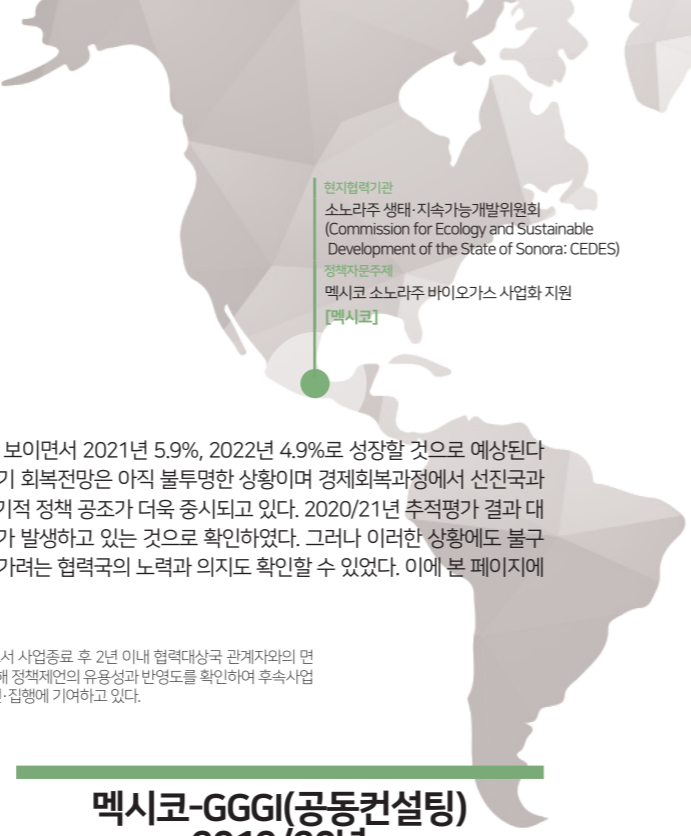 현지협력기관
소노라주 생태·지속가능개발위원회
(Commission for Ecology and Sustainable
Development of the State of Sonora: CEDES)
정책자문주제
멕시코 소노라주 바이오가스 사업화 지원
[멕시코]
보이면서 2021년 5.9%, 2022년 4.9%로 성장할 것으로 예상된다
기 회복전망은 아직 불투명한 상황이며 경제회복과정에서 선진국과
기적 정책 공조가 더욱 중시되고 있다. 2020/21년 추적평가 결과 대
가 발생하고 있는 것으로 확인하였다. 그러나 이러한 상황에도 불구
가려는 협력국의 노력과 의지도 확인할 수 있었다. 이에 본 페이지에
서 사업종료 후 2년 이내 협력대상국 관계자와의 면
해 정책제언의 유용성과 반영도를 확인하여 후속사업
·집행에 기여하고 있다.
멕시코-GGGI(공동컨설팅)